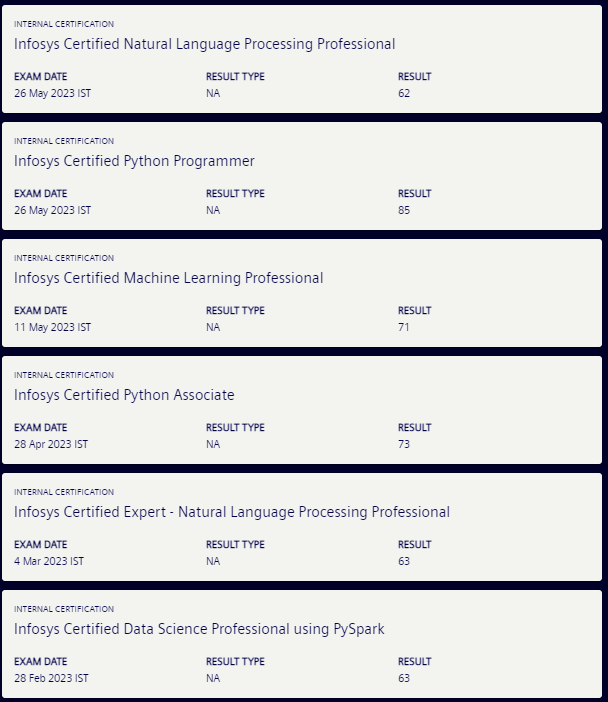 INTERNAL CERTIFICATION
Infosys Certified Natural Language Processing Professional
EXAM DATE RESULT TYPE RESULT
26 May 2023 IST NA 62
INTERNAL CERTIFICATION
Infosys Certified Python Programmer
EXAM DATE RESULT TYPE RESULT
26 May 2023 IST NA 85
INTERNAL CERTIFICATION
Infosys Certified Machine Learning Professional
EXAM DATE RESULT TYPE RESULT
11 May 2023 IST NA 71
INTERNAL CERTIFICATION
Infosys Certified Python Associate
EXAM DATE RESULT TYPE RESULT
28 Apr 2023 IST NA 73
INTERNAL CERTIFICATION
Infosys Certified Expert - Natural Language Processing Professional
EXAM DATE RESULT TYPE RESULT
4 Mar 2023 IST NA 63
INTERNAL CERTIFICATION
Infosys Certified Data Science Professional using PySpark
EXAM DATE RESULT TYPE RESULT
28 Feb 2023 IST NA 63